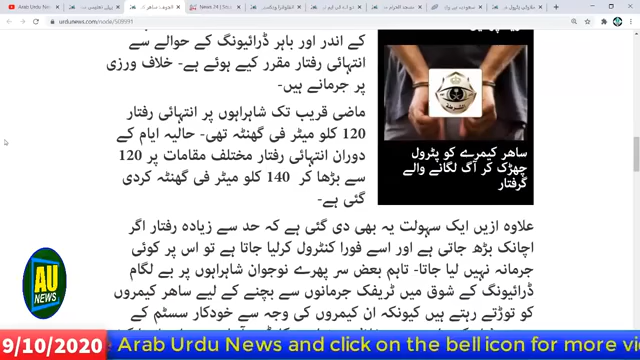 Arab Urdu New
News 24 | Sou
urdunews.com/node/509991
کے اندر اور باہر ڈرائیونگ کے حوالے سے
انتہائی رفتار مقرر کیے ہوئے ہے- خلاف ورزی
پر جرمانے ہیں-
ماضی قریب تک شاہراہوں پر انتہائی رفتار
120 کلو میٹر فی گھنٹہ تھی- حالیہ ایام کے
دوران انتہائی رفتار مختلف مقامات پر 120
سے بڑھا کر 140 کلو میٹر فی گھنٹہ کردی
گئی ہے-
ساھر کیمرے کو پٹرول
چھڑک کر آگ لگانے والے
گرفتار
علاوہ ازیں ایک سہولت یہ بھی دی گئی ہے کہ حد سے زیادہ رفتار اگر
اچانک بڑھ جاتی ہے اور اسے فورا کنٹرول کرلیا جاتا ہے تو اس پر کوئی
جرمانہ نہیں لیا جاتا- تاہم بعض سر پھرے نوجوان شاہراہوں پر بے لگام
ڈرائیونگ کے شوق میں ٹریفک جرمانوں سے بچنے کے لیے ساھر کیمروں
کو توڑتے رہتے ہیں کیونکہ ان کیمروں کی وجہ سے خودکار سسٹم کے
AU
NEWS
9/10/2020
Arab Urdu News and click on the bell icon for more vi